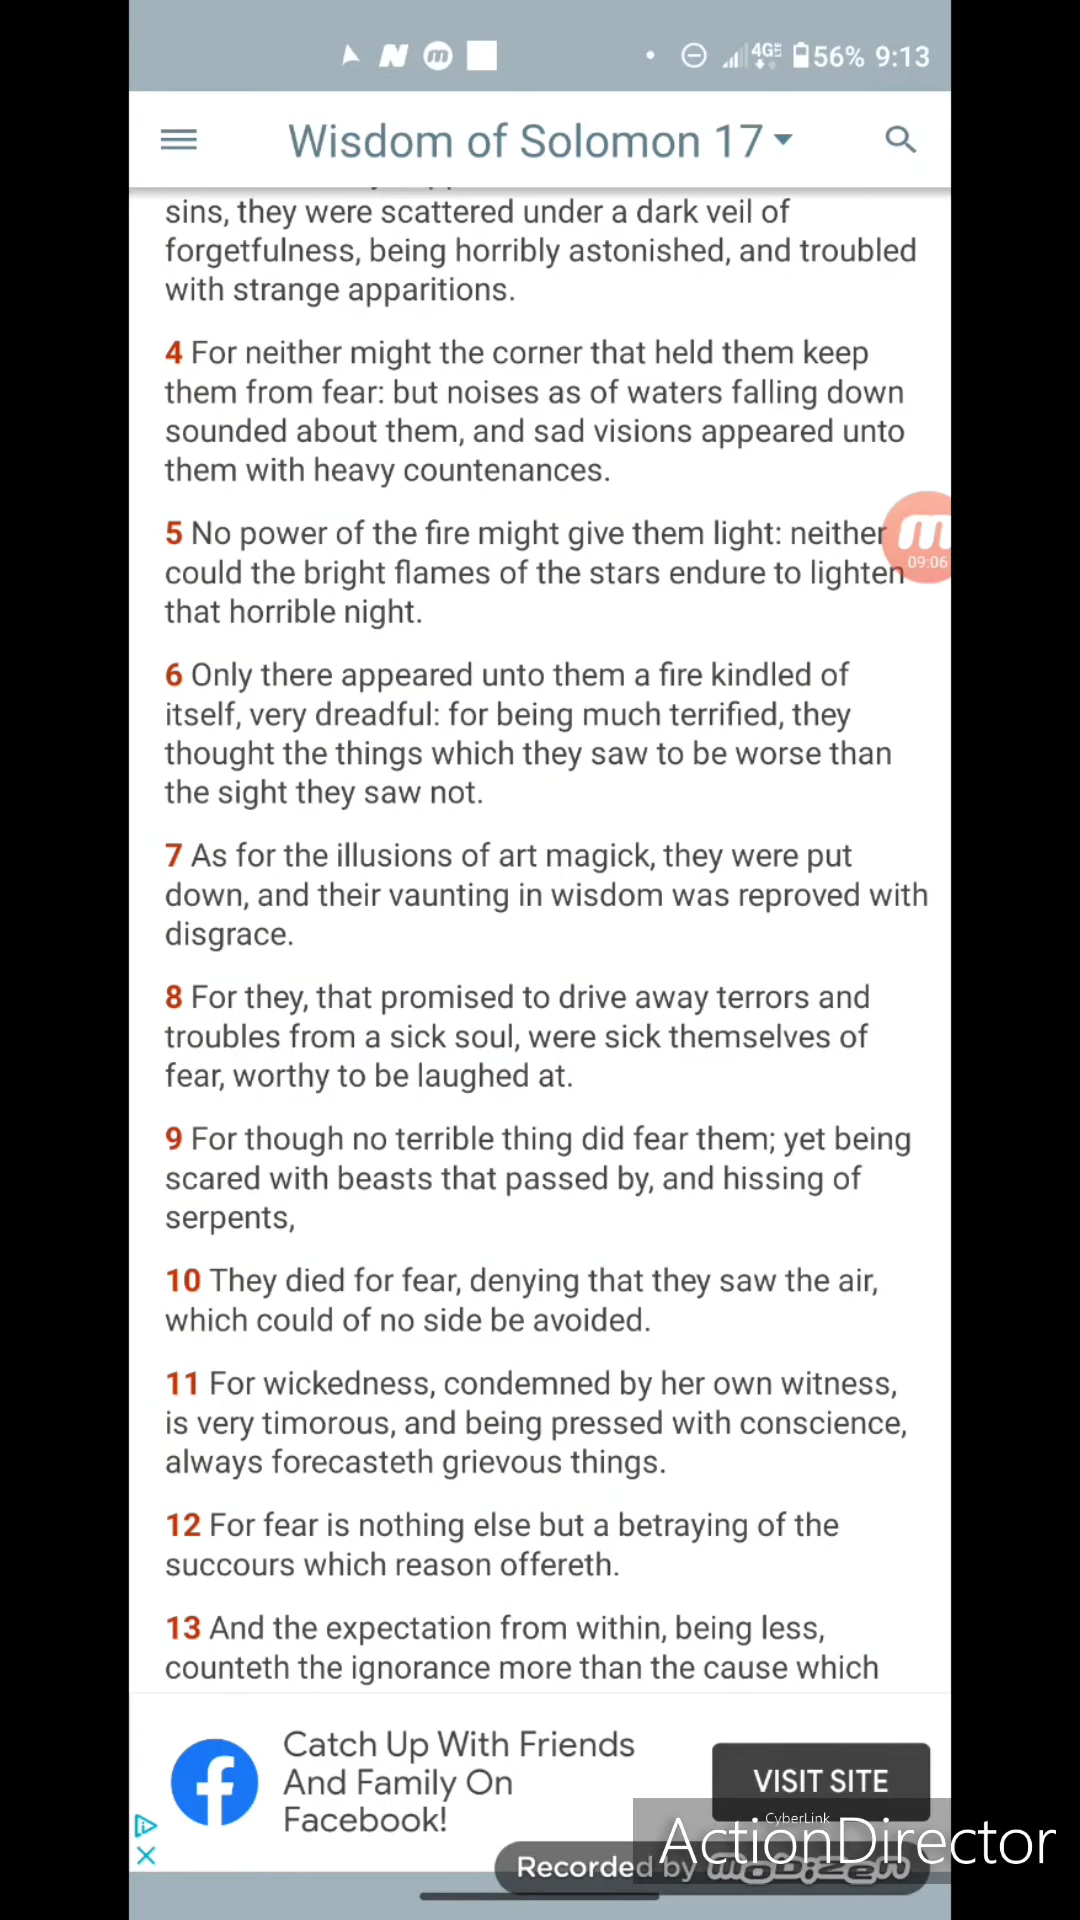 4GE 56% 9:13
Wisdom of Solomon 17
sins, they were scattered under a dark veil of
forgetfulness, being horribly astonished, and troubled
with strange apparitions.
4 For neither might the corner that held them keep
them from fear: but noises as of waters falling down
sounded about them, and sad visions appeared unto
them with heavy countenances.
5 No power of the fire might give them light: neither
could the bright flames of the stars endure to lighten
that horrible night.
09:06
6 Only there appeared unto them a fire kindled of
itself, very dreadful: for being much terrified, they
thought the things which they saw to be worse than
the sight they saw not.
7 As for the illusions of art magick, they were put
down, and their vaunting in wisdom was reproved with
disgrace.
8 For they, that promised to drive away terrors and
troubles from a sick soul, were sick themselves of
fear, worthy to be laughed at.
9 For though no terrible thing did fear them; yet being
scared with beasts that passed by, and hissing of
serpents,
10 They died for fear, denying that they saw the air,
which could of no side be avoided.
11 For wickedness, condemned by her own witness,
is very timorous, and being pressed with conscience,
always forecasteth grievous things.
12 For fear is nothing else but a betraying of the
succours which reason offereth.
13 And the expectation from within, being less,
counteth the ignorance more than the cause which
Catch Up With Friends
And Family On
Facebook!
VISIT SITE
CyberLink
ActionDirector
Recorded by mobizen